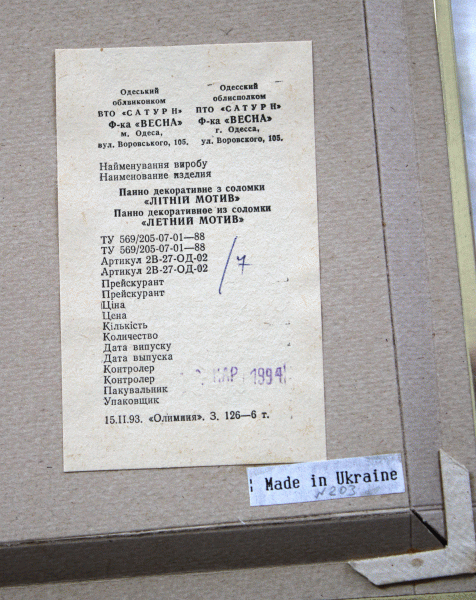 Одеський
облвиконком
ВТО «САТУРН»
Ф-ка «ВЕСНА»
м. Одеса,
вул. Воровського, 105.
Одесский
облисполком
ПТО «САТУРН»
Ф-ка «ВЕСНА»
г. Одесса,
ул. Воровского, 105.
Найменування виробу
Наименование изделия
Панно декоративне з соломки
«ЛІТНІЙ МОТИВ»
Панно декоративное из соломки
«ЛЕТНИЙ МОТИВ»
ТУ 569/205-07-01—88
ТУ 569/205-07-01—88
Артикул 2В-27-ОД-02
Артикул 2В-27-ОД-02
/7
Прейскурант
Прейскурант
Ціна
Цена
Кількість
Количество
Дата випуску
Дата выпуска
Контролер
Контролер
МАР 1994
Пакувальник
Упаковщик
15.II.93. «Олиминя». З. 126—6 т.
Made in Ukraine
N203